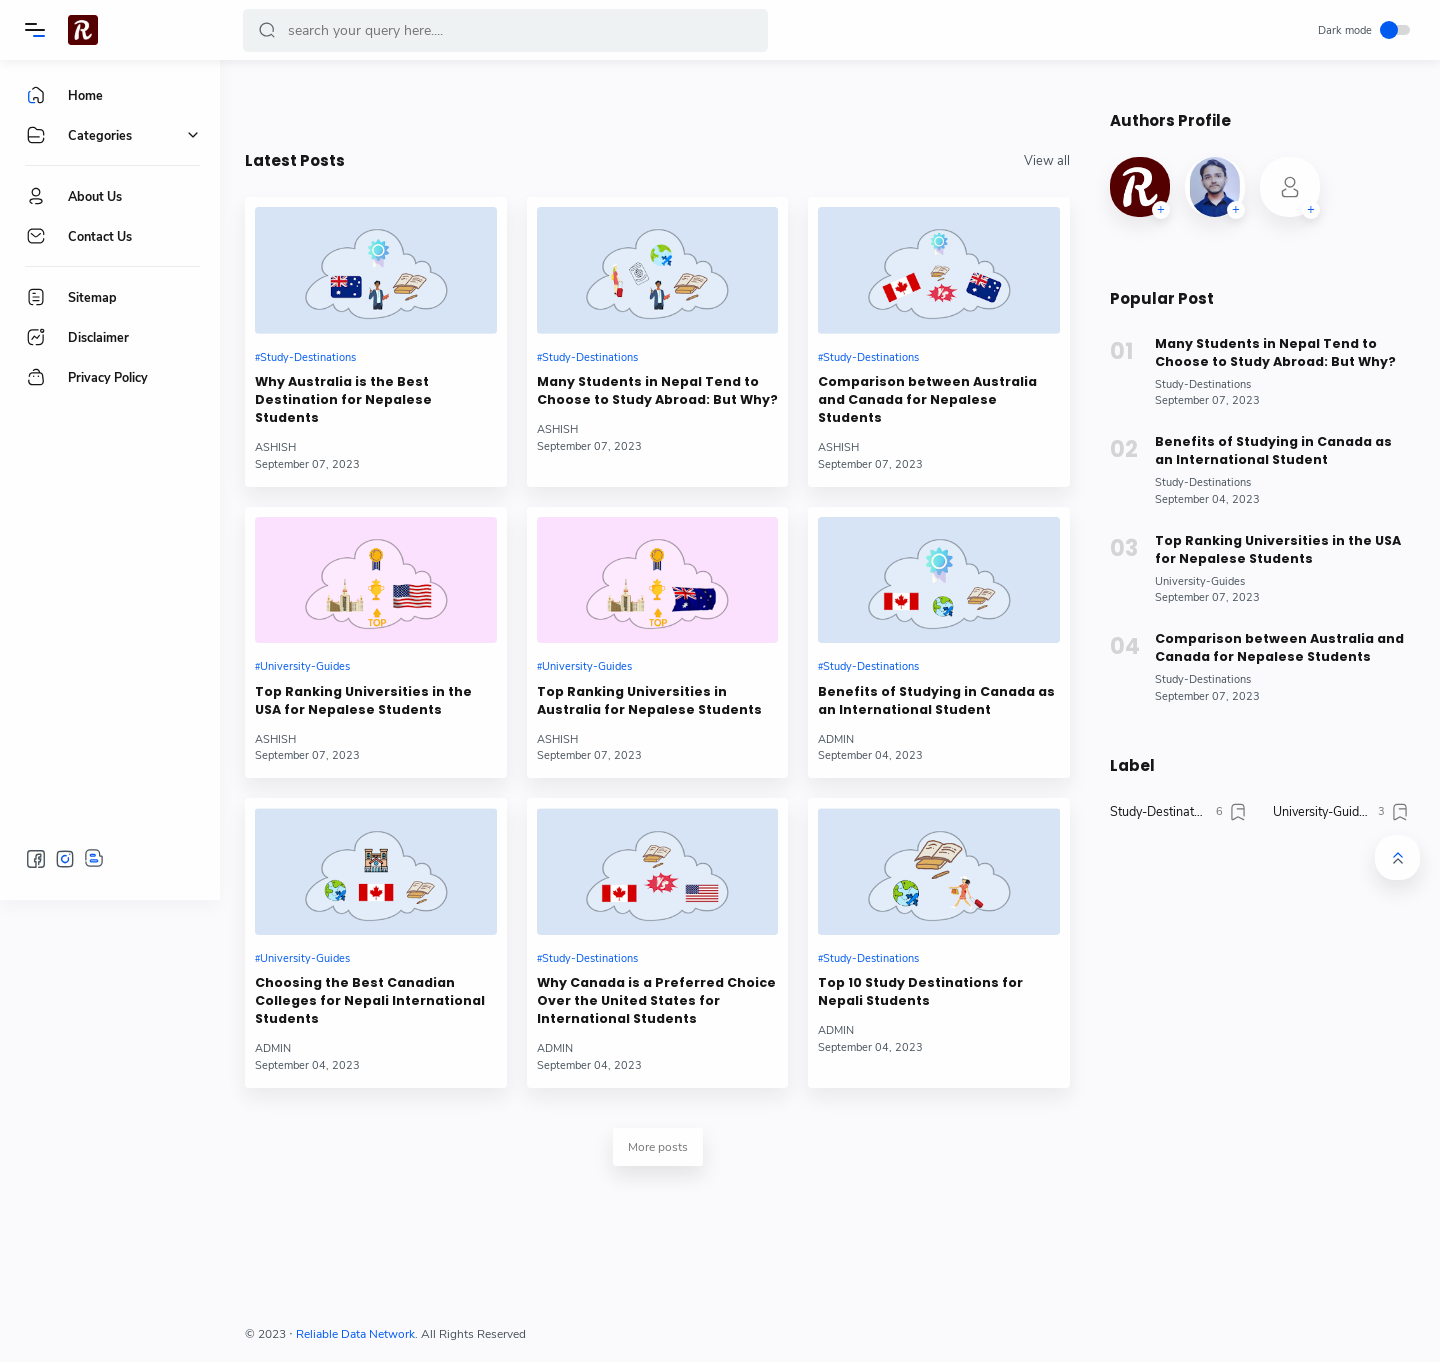 R
search your query here....
Dark mode
Home
Categories
About Us
Contact Us
Sitemap
Disclaimer
Privacy Policy
Latest Posts
View all
#Study-Destinations
Why Australia is the Best
Destination for Nepalese
Students
ASHISH
September 07, 2023
#Study-Destinations
Many Students in Nepal Tend to
Choose to Study Abroad: But Why?
ASHISH
September 07, 2023
#Study-Destinations
Comparison between Australia
and Canada for Nepalese
Students
ASHISH
September 07, 2023
TOP
#University-Guides
Top Ranking Universities in the
USA for Nepalese Students
ASHISH
September 07, 2023
TOP
#University-Guides
Top Ranking Universities in
Australia for Nepalese Students
ASHISH
September 07, 2023
#Study-Destinations
Benefits of Studying in Canada as
an International Student
ADMIN
September 04, 2023
#University-Guides
Choosing the Best Canadian
Colleges for Nepali International
Students
ADMIN
September 04, 2023
#Study-Destinations
Why Canada is a Preferred Choice
Over the United States for
International Students
ADMIN
September 04, 2023
#Study-Destinations
Top 10 Study Destinations for
Nepali Students
ADMIN
September 04, 2023
More posts
Authors Profile
R
+
+
+
Popular Post
01
Many Students in Nepal Tend to
Choose to Study Abroad: But Why?
Study-Destinations
September 07, 2023
02
Benefits of Studying in Canada as
an International Student
Study-Destinations
September 04, 2023
03
Top Ranking Universities in the USA
for Nepalese Students
University-Guides
September 07, 2023
04
Comparison between Australia and
Canada for Nepalese Students
Study-Destinations
September 07, 2023
Label
Study-Destinat... 6
University-Guid... 3
© 2023 · Reliable Data Network. All Rights Reserved